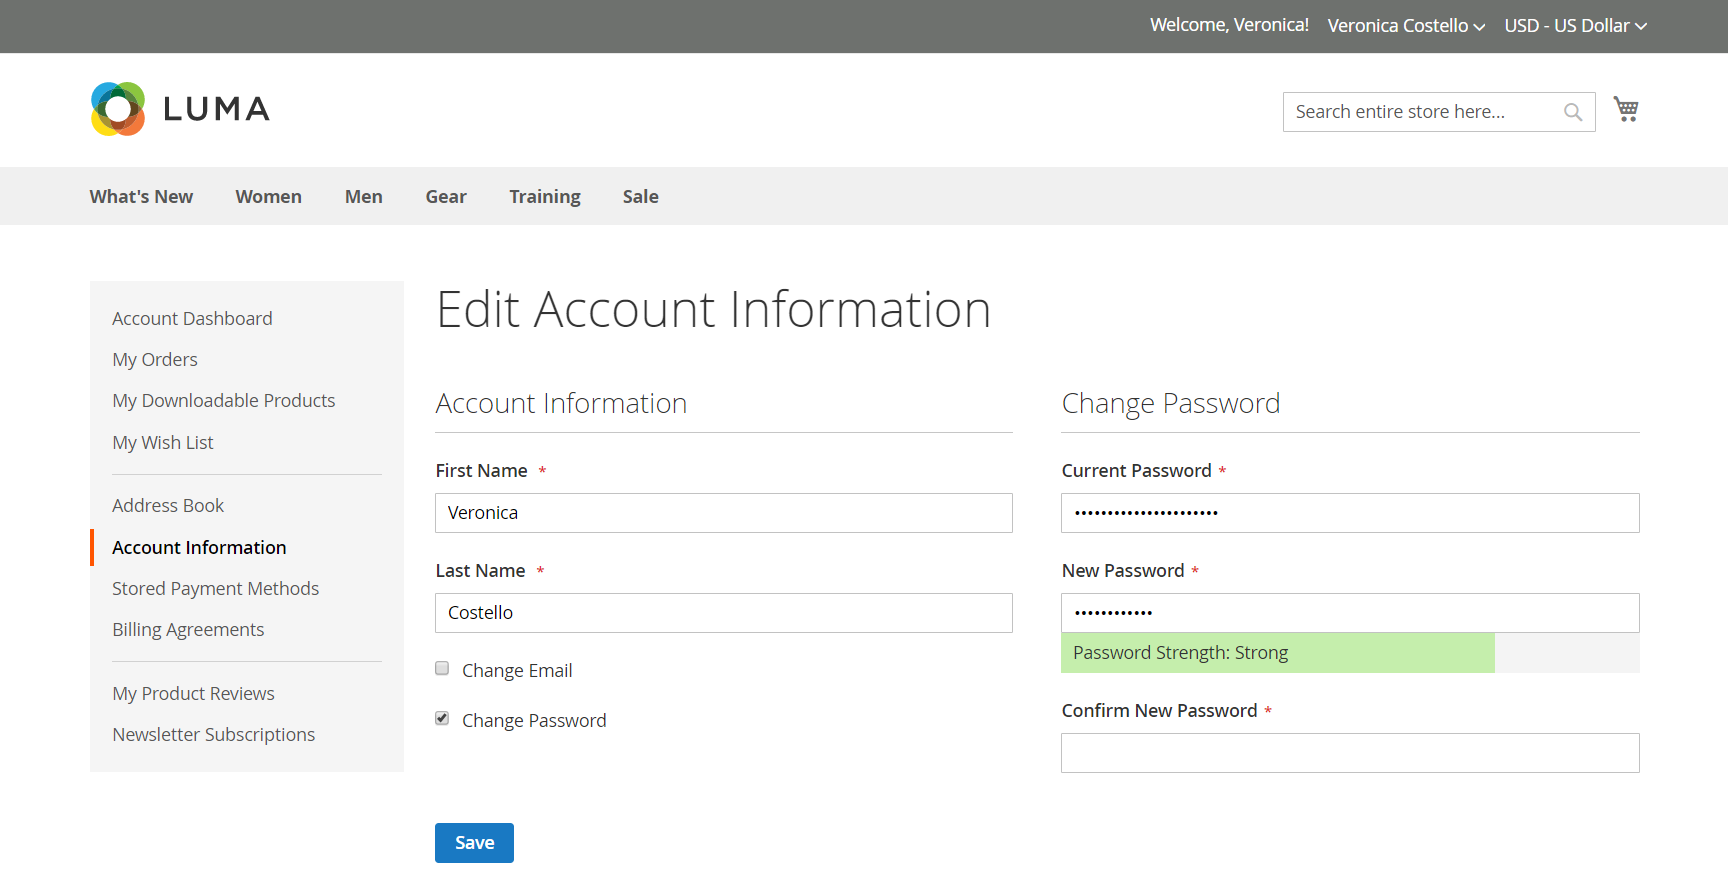 Welcome, Veronica! Veronica Costello USD - US Dollar
LUMA
Search entire store here...
What's New Women Men Gear Training Sale
Account Dashboard
My Orders
My Downloadable Products
My Wish List
Address Book
Account Information
Stored Payment Methods
Billing Agreements
My Product Reviews
Newsletter Subscriptions
Edit Account Information
Account Information
First Name *
Veronica
Last Name *
Costello
Change Email
Change Password
Change Password
Current Password *
••••••••••••••••••••••
New Password *
••••••••••••
Password Strength: Strong
Confirm New Password *
Save